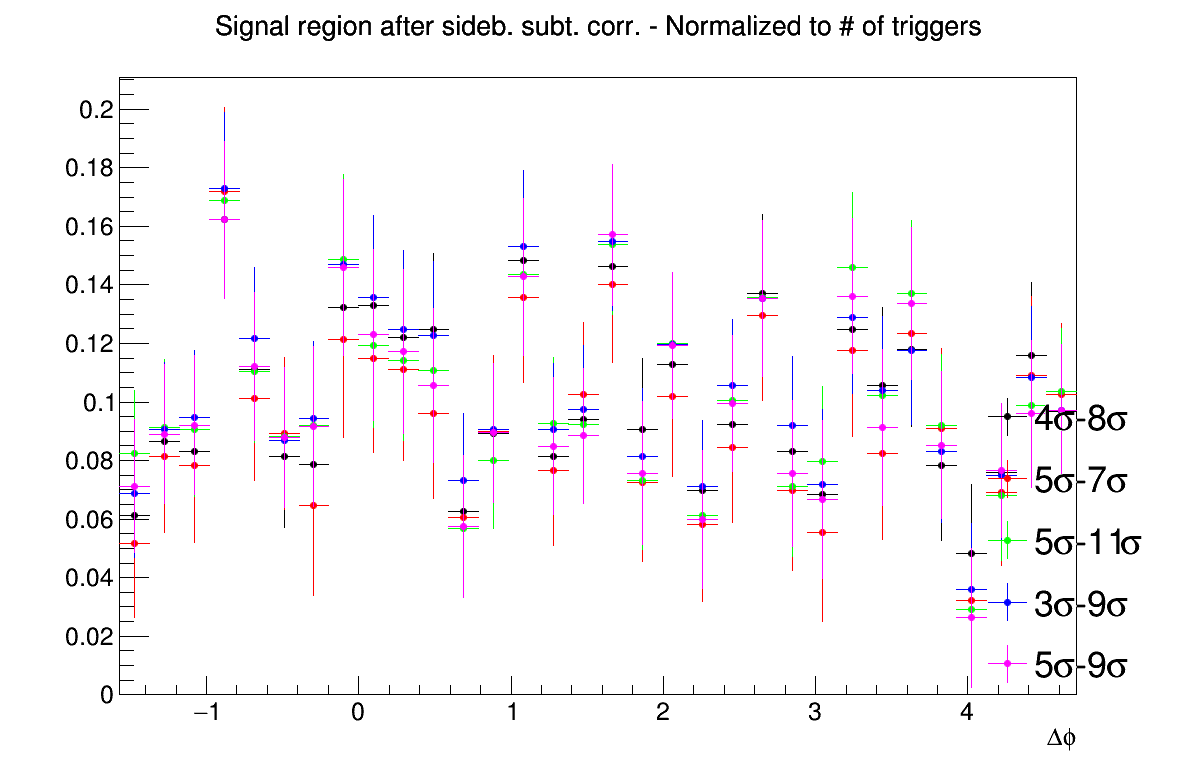 Signal region after sideb. subt. corr. - Normalized to # of triggers
0.2
0.18
0.16
0.14
0.12
0.1
0.08
0.06
0.04
0.02
0
4σ-8σ
5σ-7σ
5σ-11σ
3σ-9σ
5σ-9σ
−1 0 1 2 3 4
Δϕ